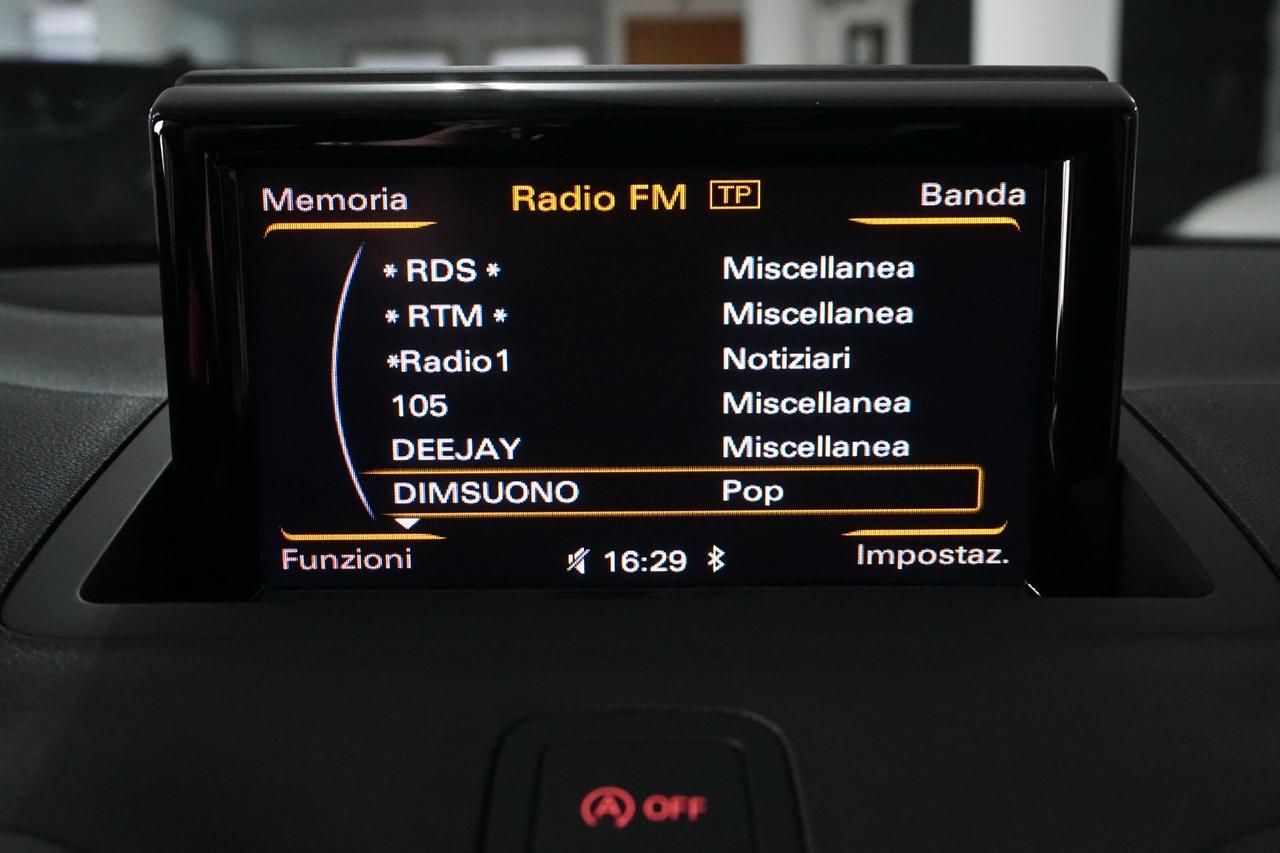 Memoria Radio FM TP Banda
* RDS * Miscellanea
* RTM * Miscellanea
*Radio1 Notiziari
105 Miscellanea
DEEJAY Miscellanea
DIMSUONO Pop
Funzioni 16:29 Impostaz.
A OFF